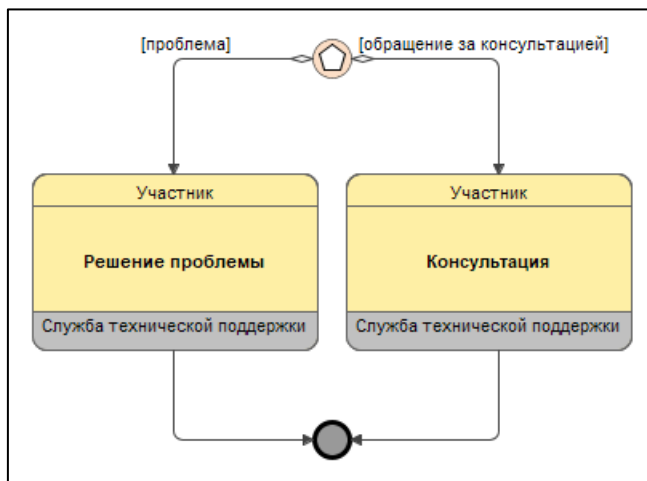 [проблема]
[обращение за консультацией]
Участник
Решение проблемы
Служба технической поддержки
Участник
Консультация
Служба технической поддержки